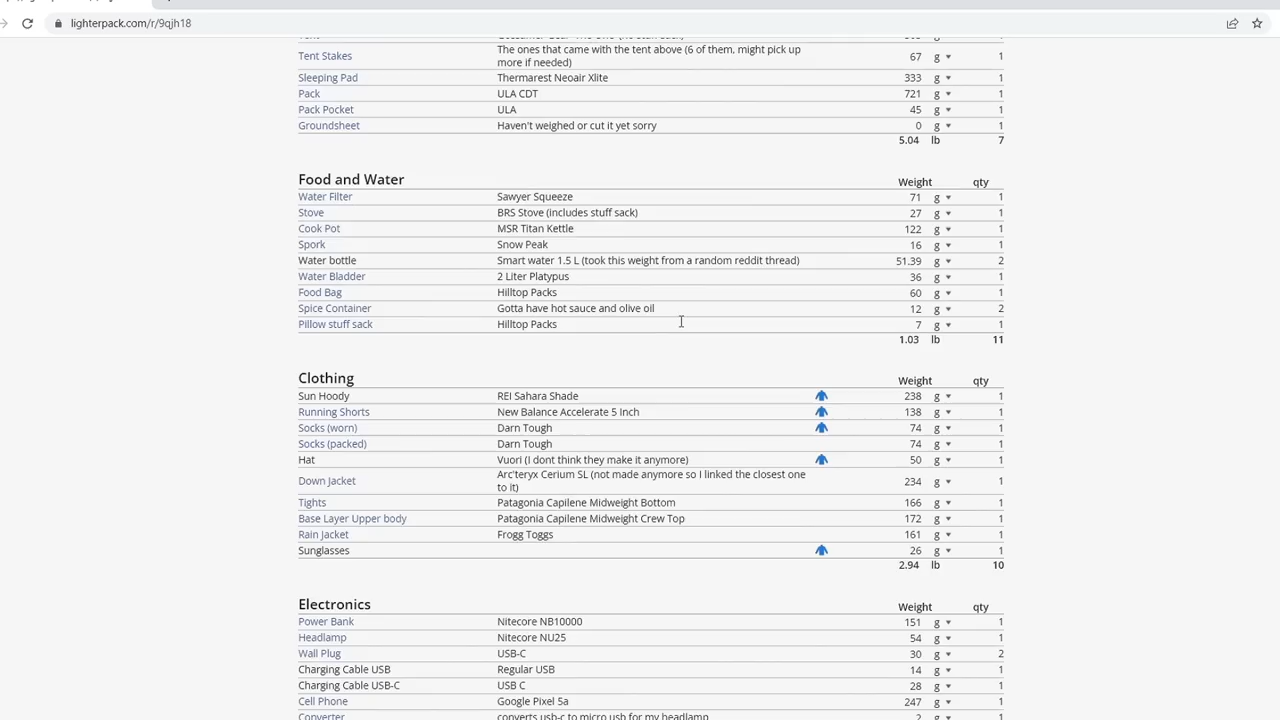 lighterpack.com/r/9qjh18
The ones that came with the tent above (6 of them, might pick up
Tent Stakes 67 g 1
more if needed)
Sleeping Pad Thermarest Neoair Xlite 333 g 1
Pack ULA CDT 721 g 1
Pack Pocket ULA 45 g 1
Groundsheet Haven't weighed or cut it yet sorry 0 g 1
5.04 lb 7
Food and Water Weight qty
Water Filter Sawyer Squeeze 71 g 1
Stove BRS Stove (includes stuff sack) 27 g 1
Cook Pot MSR Titan Kettle 122 g 1
Spork Snow Peak 16 g 1
Water bottle Smart water 1.5 L (took this weight from a random reddit thread) 51.39 g 2
Water Bladder 2 Liter Platypus 36 g 1
Food Bag Hilltop Packs 60 g 1
Spice Container Gotta have hot sauce and olive oil 12 g 2
Pillow stuff sack Hilltop Packs 7 g 1
1.03 lb 11
Clothing Weight qty
Sun Hoody REI Sahara Shade 238 g 1
Running Shorts New Balance Accelerate 5 Inch 138 g 1
Socks (worn) Darn Tough 74 g 1
Socks (packed) Darn Tough 74 g 1
Hat Vuori (I dont think they make it anymore) 50 g 1
Arc'teryx Cerium SL (not made anymore so I linked the closest one
Down Jacket 234 g 1
to it)
Tights Patagonia Capilene Midweight Bottom 166 g 1
Base Layer Upper body Patagonia Capilene Midweight Crew Top 172 g 1
Rain Jacket Frogg Toggs 161 g 1
Sunglasses 26 g 1
2.94 lb 10
Electronics Weight qty
Power Bank Nitecore NB10000 151 g 1
Headlamp Nitecore NU25 54 g 1
Wall Plug USB-C 30 g 2
Charging Cable USB Regular USB 14 g 1
Charging Cable USB-C USB C 28 g 1
Cell Phone Google Pixel 5a 247 g 1
Converter converts usb-c to micro usb for my headlamp 2 g 1